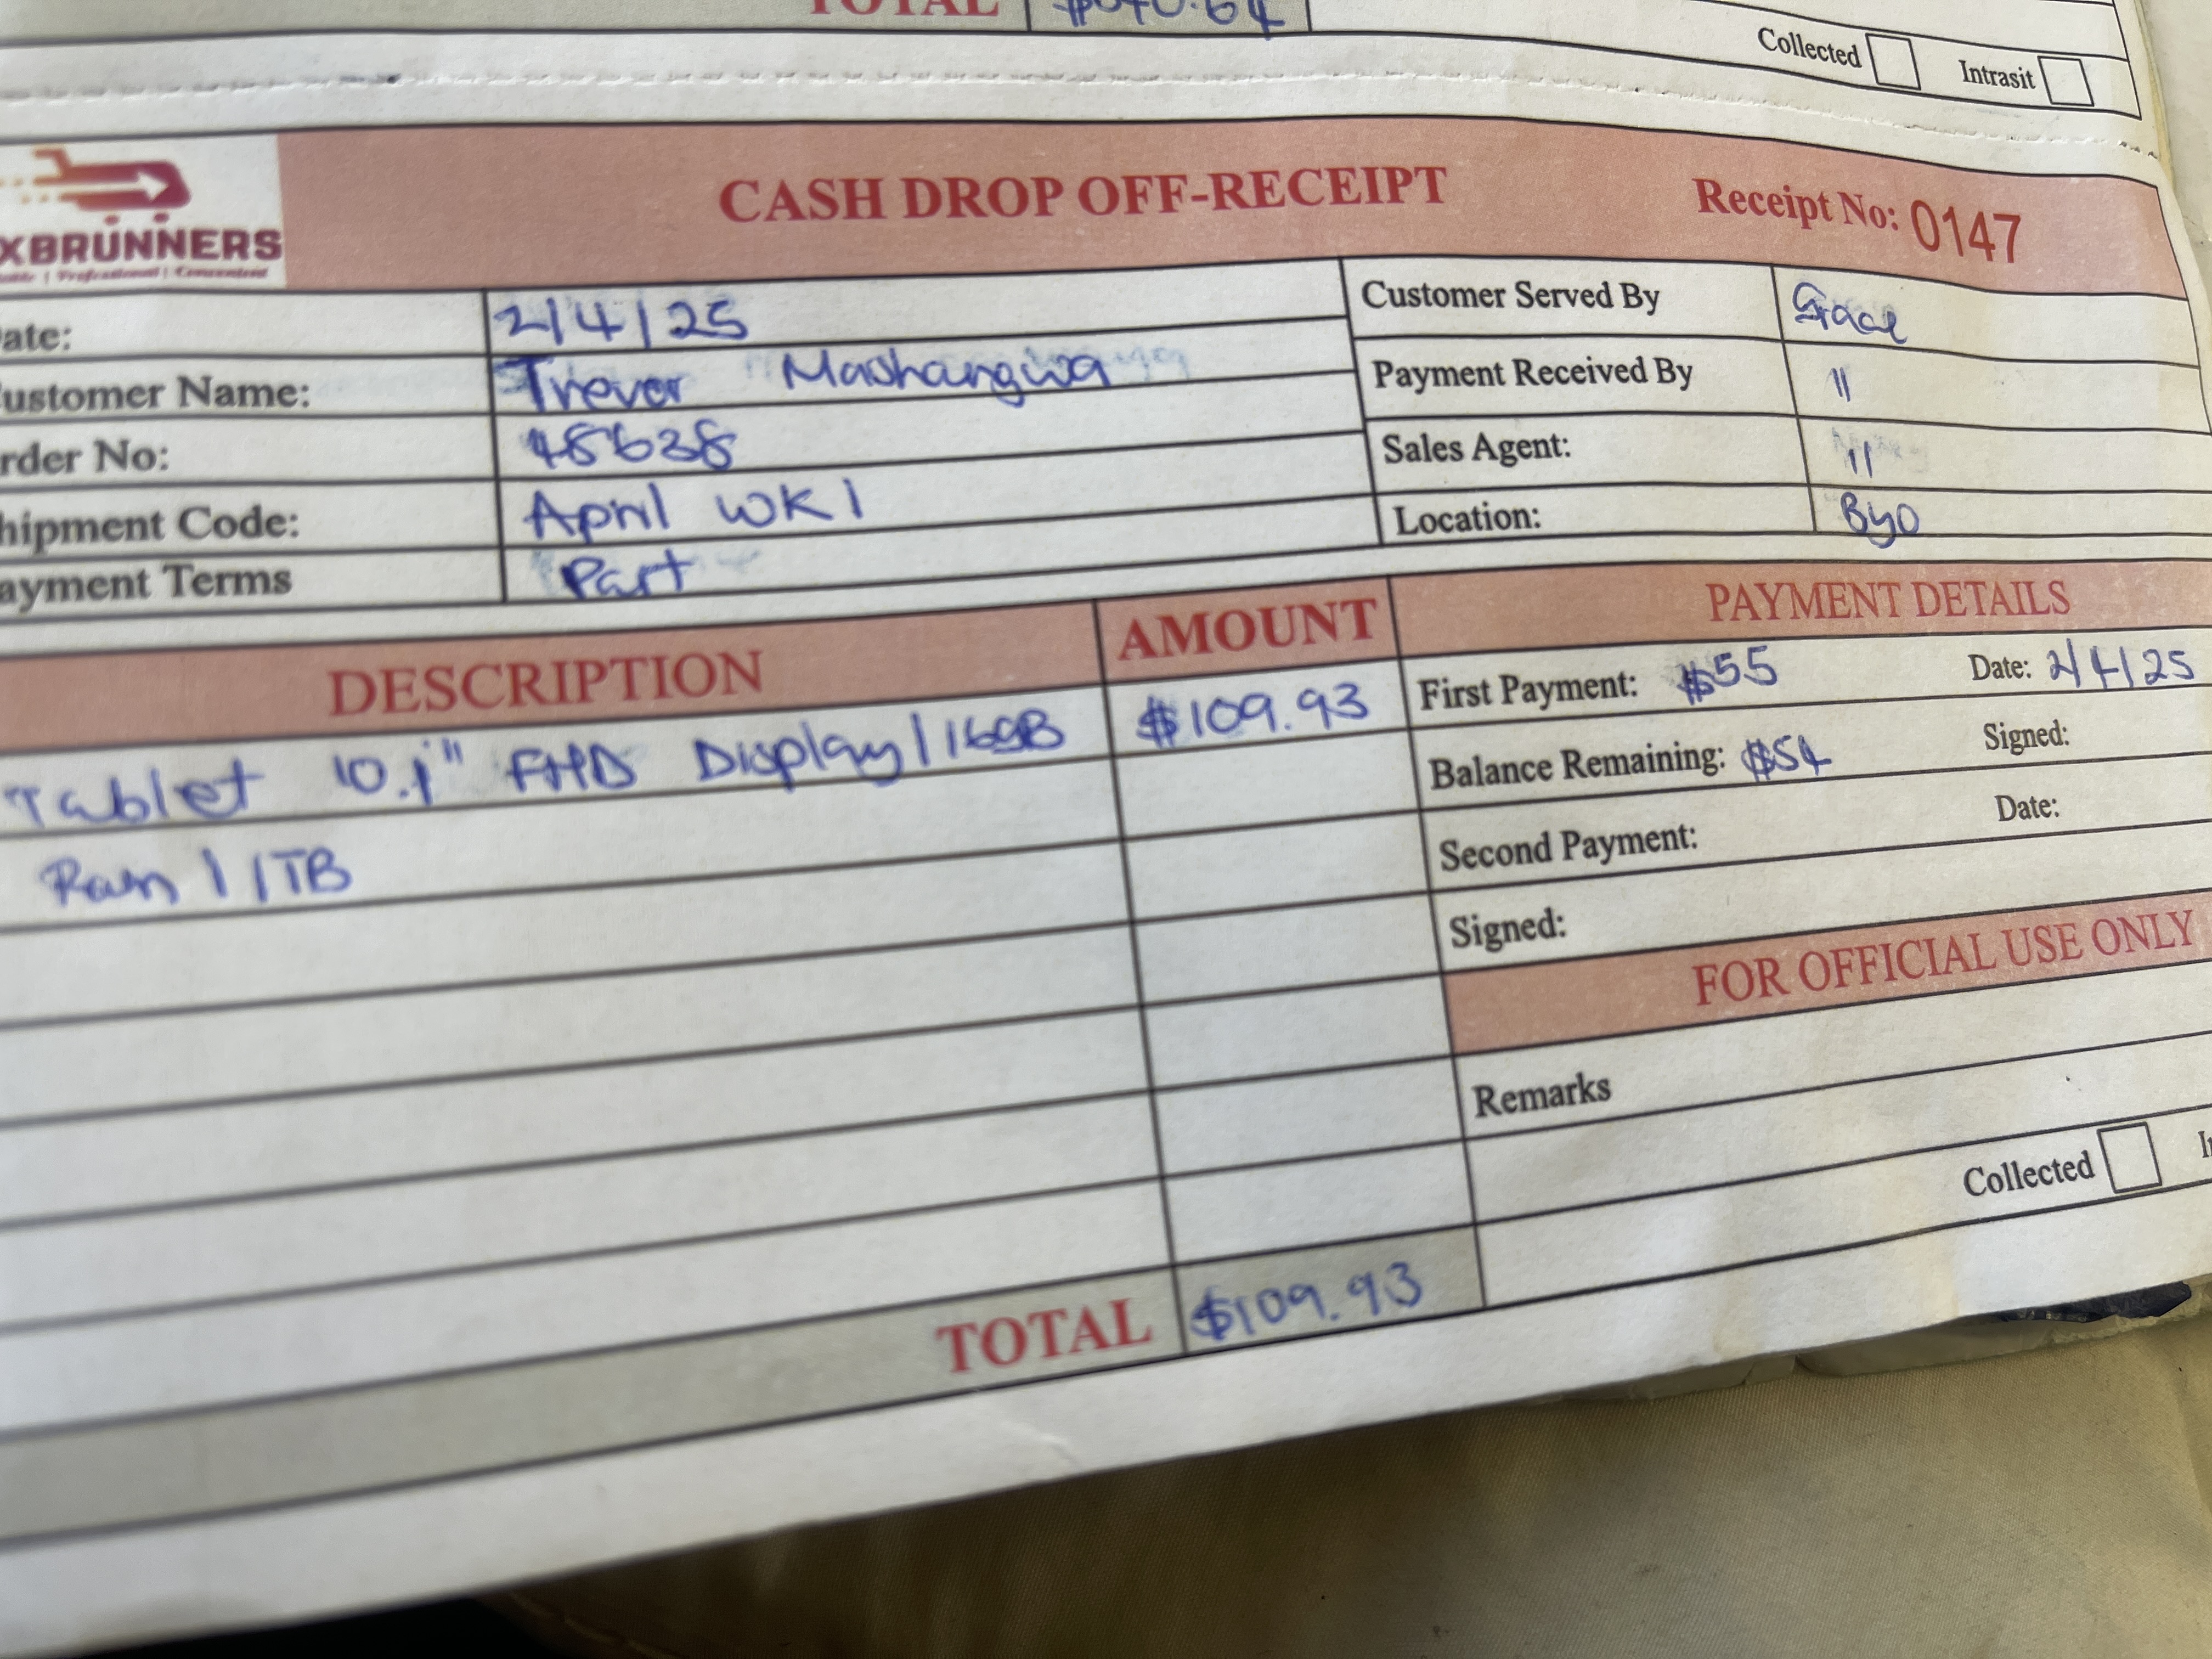 TOTAL
Collected Intrasit
XBRUNNERS
CASH DROP OFF-RECEIPT
Receipt No: 0147
ate: 2/4/25
ustomer Name: Trevor Mashangwa
rder No: 48638
hipment Code: April WK1
ayment Terms Part
Customer Served By Grace
Payment Received By "
Sales Agent: "
Location: Byo
DESCRIPTION AMOUNT
Tablet 10.1" FHD Display/16GB $109.93
Ram / 1TB
TOTAL $109.93
PAYMENT DETAILS
First Payment: $55 Date: 2/4/25
Balance Remaining: $54 Signed:
Second Payment: Date:
Signed:
FOR OFFICIAL USE ONLY
Remarks
Collected